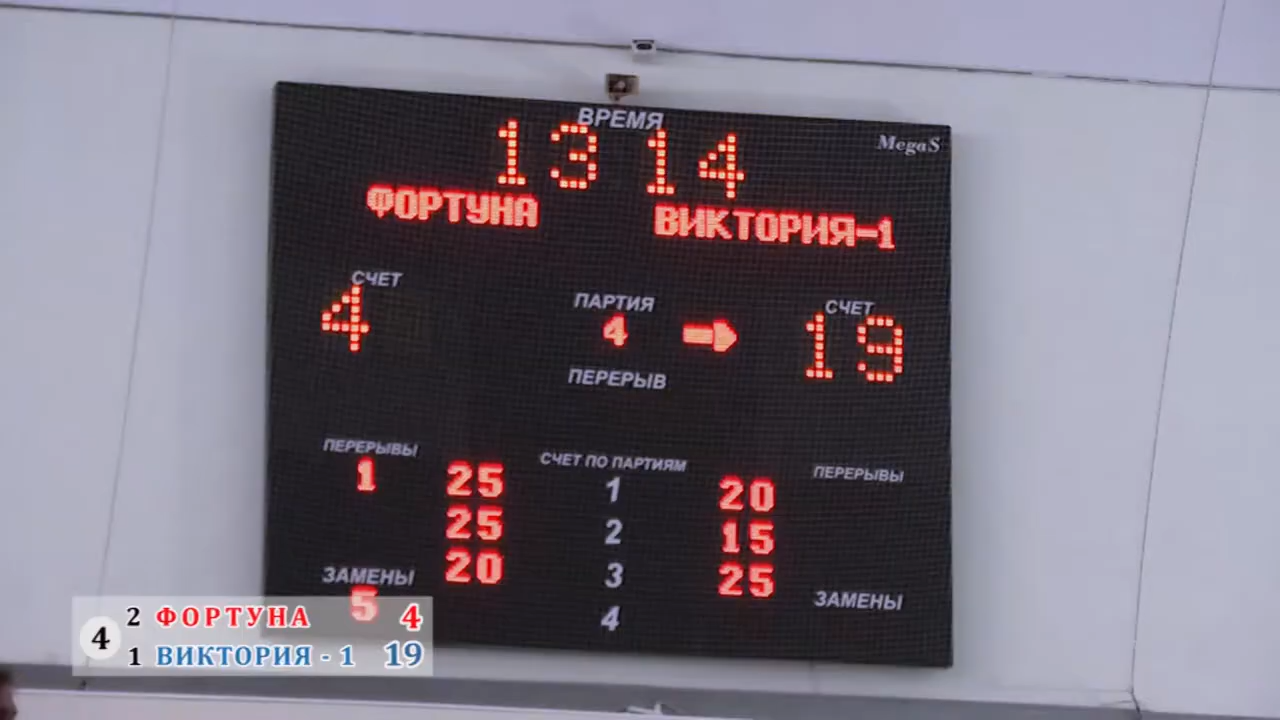 ВРЕМЯ
MegaS
13 14
ФОРТУНА ВИКТОРИЯ-1
СЧЕТ ПАРТИЯ СЧЕТ
4 4 19
ПЕРЕРЫВ
ПЕРЕРЫВЫ СЧЕТ ПО ПАРТИЯМ ПЕРЕРЫВЫ
1 25 1 20
25 2 15
20 3 25
ЗАМЕНЫ ЗАМЕНЫ
5 4
4 2 ФОРТУНА 4
1 ВИКТОРИЯ - 1 19